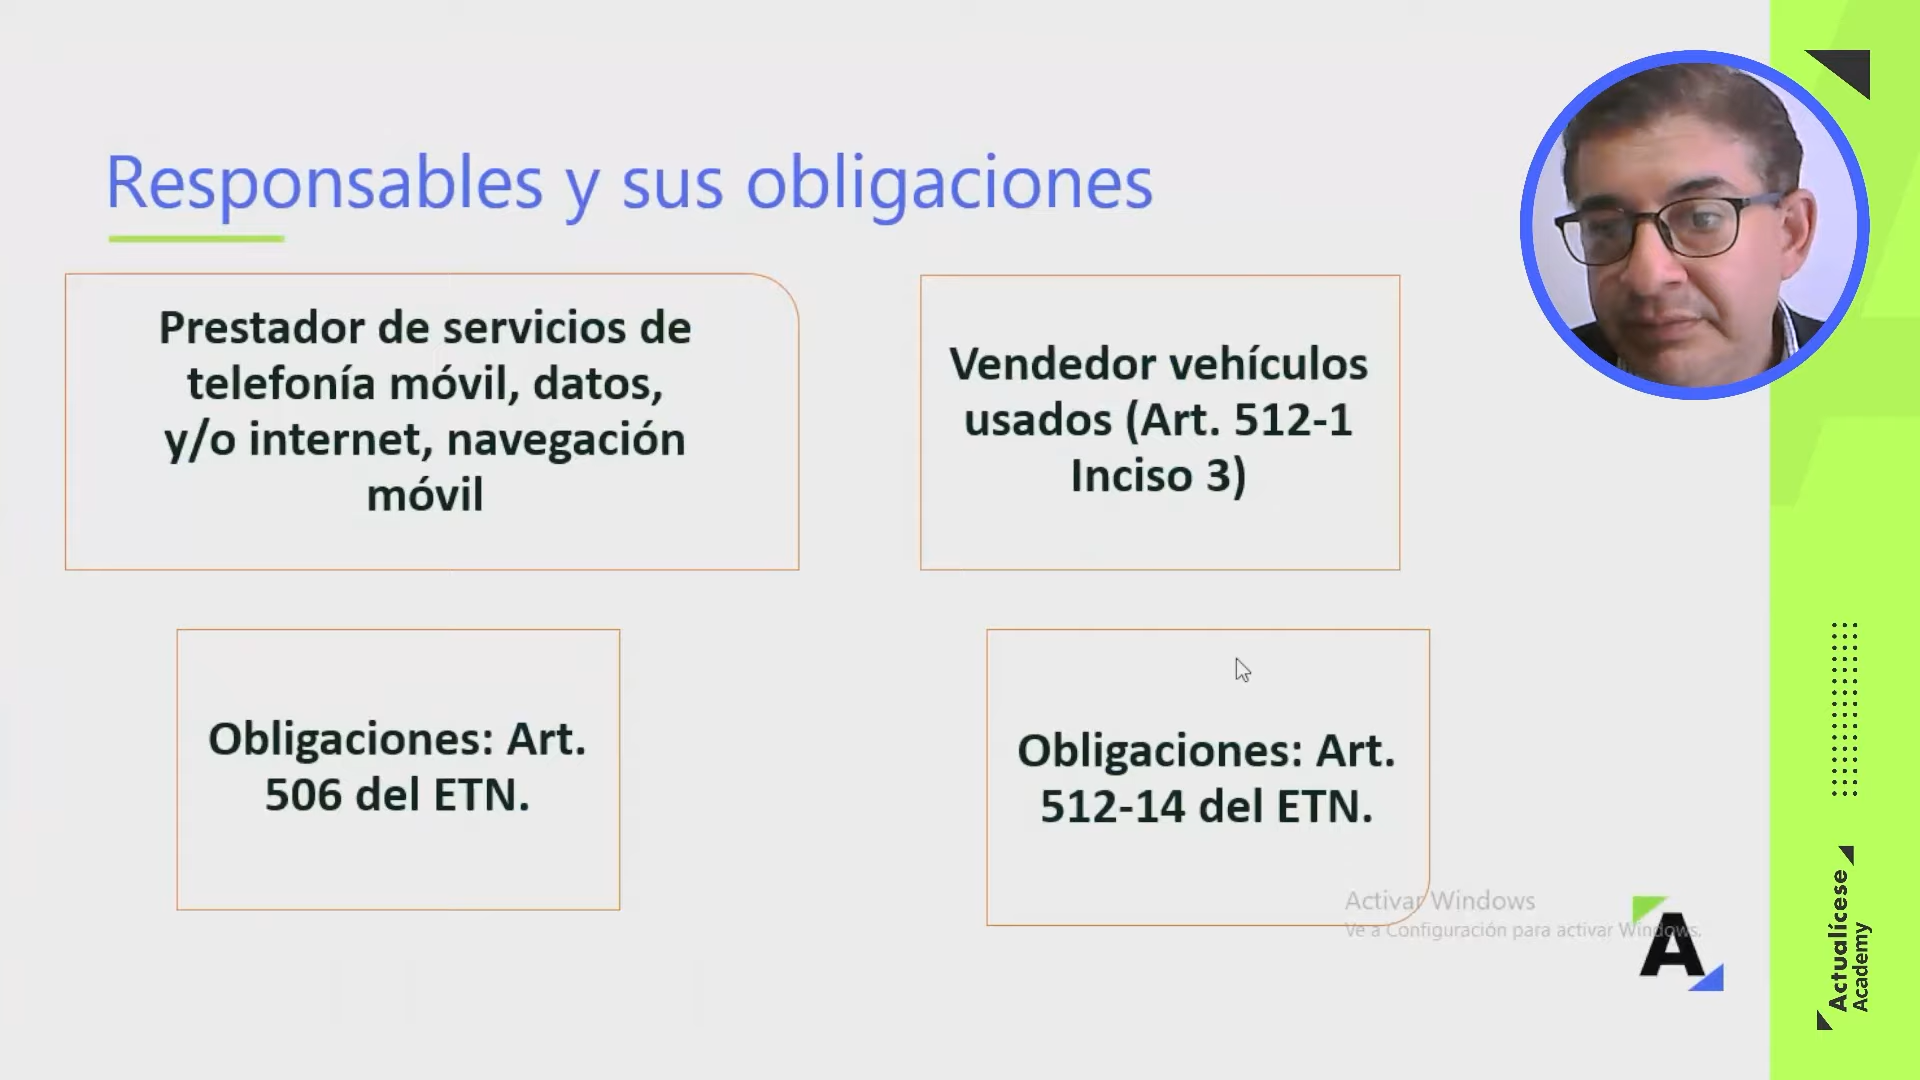 Responsables y sus obligaciones
Prestador de servicios de
telefonía móvil, datos,
y/o internet, navegación
móvil
Vendedor vehículos
usados (Art. 512-1
Inciso 3)
Obligaciones: Art.
506 del ETN.
Obligaciones: Art.
512-14 del ETN.
Activar Windows
Ve a Configuración para activar Windows.
A
Actualícese
Academy